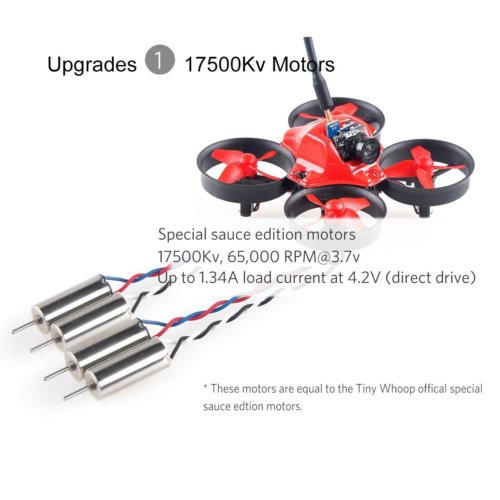 Upgrades 1 17500Kv Motors
Special sauce edition motors
17500Kv, 65,000 RPM@3.7v
Up to 1.34A load current at 4.2V (direct drive)
* These motors are equal to the Tiny Whoop offical special
sauce edtion motors.